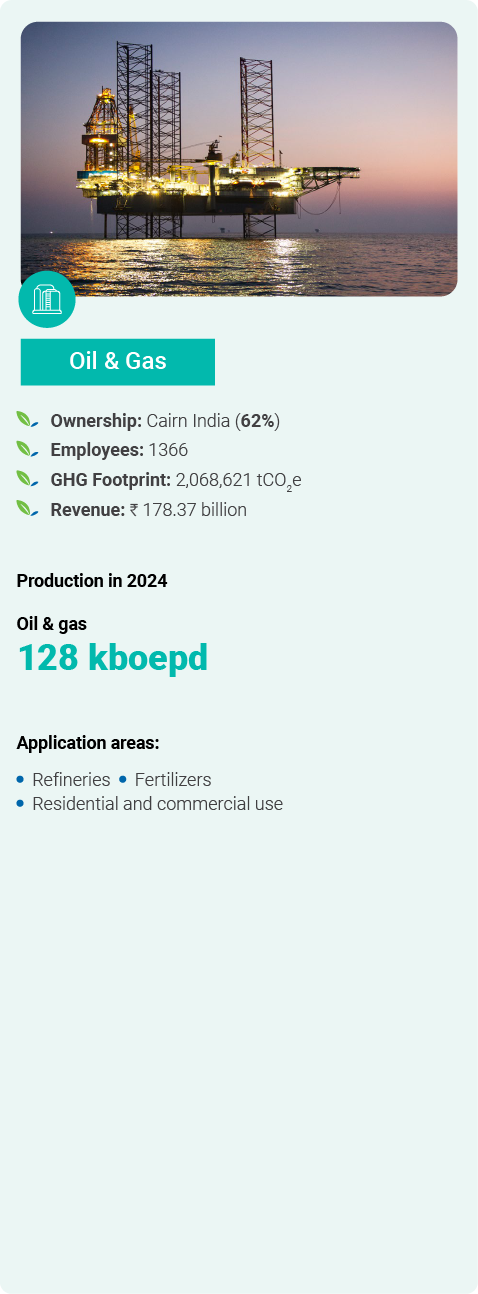 Oil & Gas
Ownership: Cairn India (62%)
Employees: 1366
GHG Footprint: 2,068,621 tCO₂e
Revenue: ₹ 178.37 billion
Production in 2024
Oil & gas
128 kboepd
Application areas:
Refineries • Fertilizers
Residential and commercial use